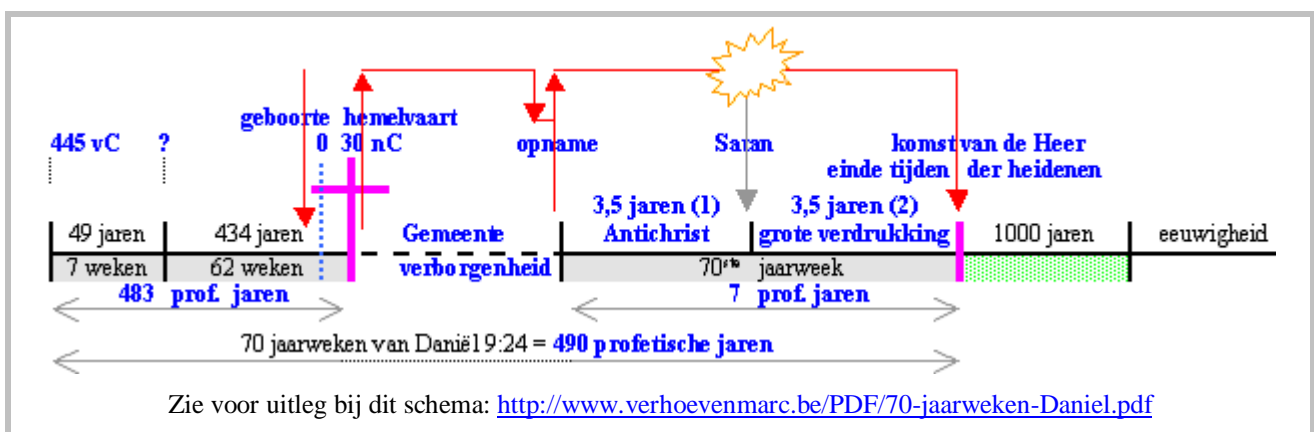 geboorte hemelvaart
445 vC ? 0 30 nC opname Satan komst van de Heer
einde tijden der heidenen
3,5 jaren (1) 3,5 jaren (2)
49 jaren 434 jaren Gemeente Antichrist grote verdrukking 1000 jaren eeuwigheid
7 weken 62 weken verborgenheid 70ste jaarweek
483 prof. jaren 7 prof. jaren
70 jaarweken van Daniël 9:24 = 490 profetische jaren
Zie voor uitleg bij dit schema: http://www.verhoevenmarc.be/PDF/70-jaarweken-Daniel.pdf